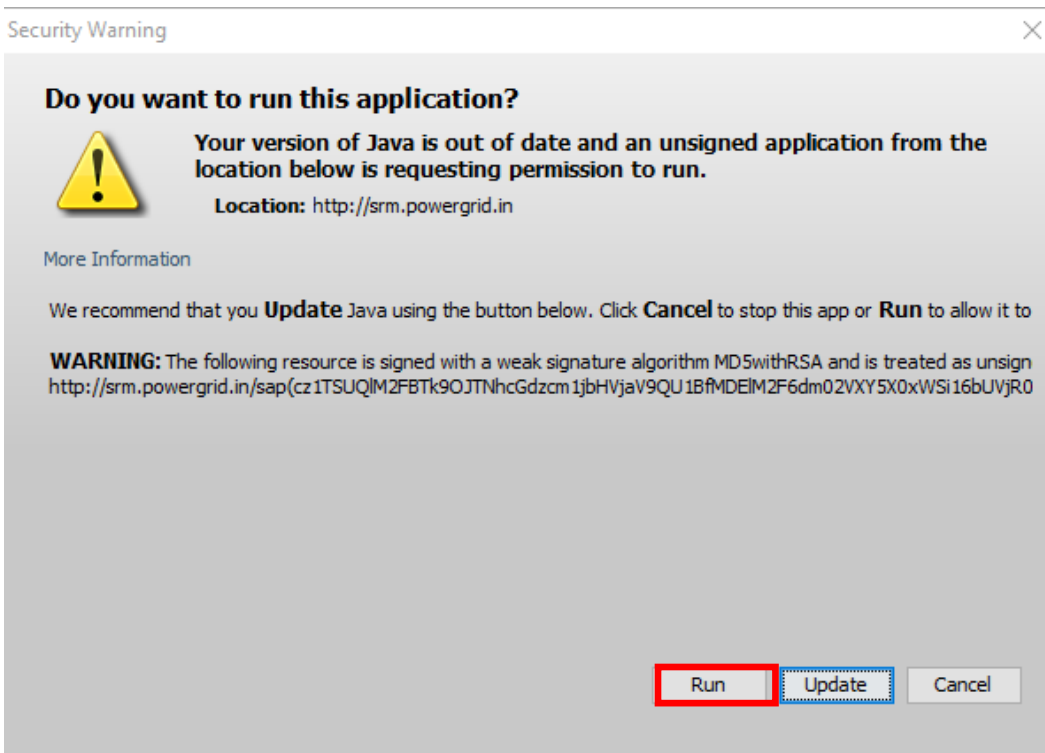 Security Warning
Do you want to run this application?
Your version of Java is out of date and an unsigned application from the
location below is requesting permission to run.
Location: http://srm.powergrid.in
More Information
We recommend that you Update Java using the button below. Click Cancel to stop this app or Run to allow it to
WARNING: The following resource is signed with a weak signature algorithm MD5withRSA and is treated as unsign
http://srm.powergrid.in/sap(cz1TSUQlM2FBTk9OJTNhcGdzcm1jbHVjaV9QU1BfMDElM2F6dm02VXY5X0xWSi16bUVjR0
Run
Update
Cancel